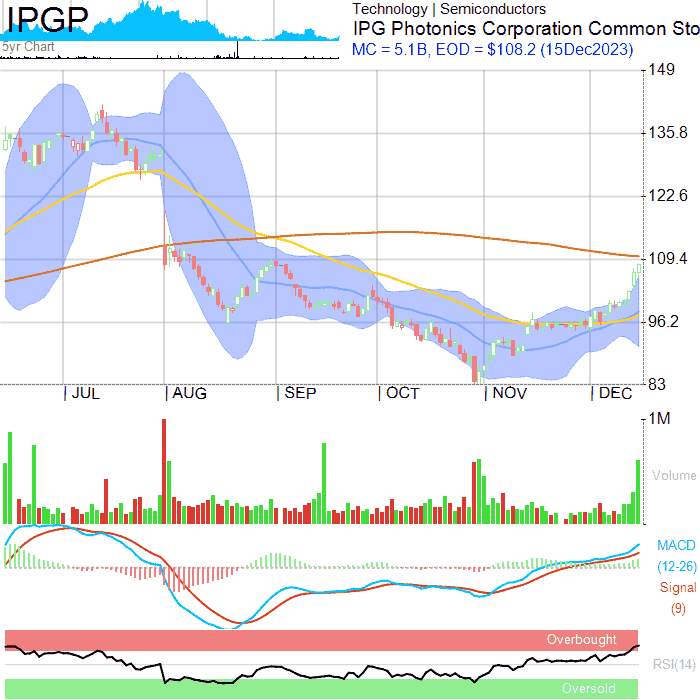 IPGP
5yr Chart
Technology | Semiconductors
IPG Photonics Corporation Common Sto
MC = 5.1B, EOD = $108.2 (15Dec2023)
149
135.8
122.6
109.4
96.2
83
JUL AUG SEP OCT NOV DEC
1M
Volume
MACD
(12-26)
Signal
(9)
Overbought
RSI(14)
Oversold